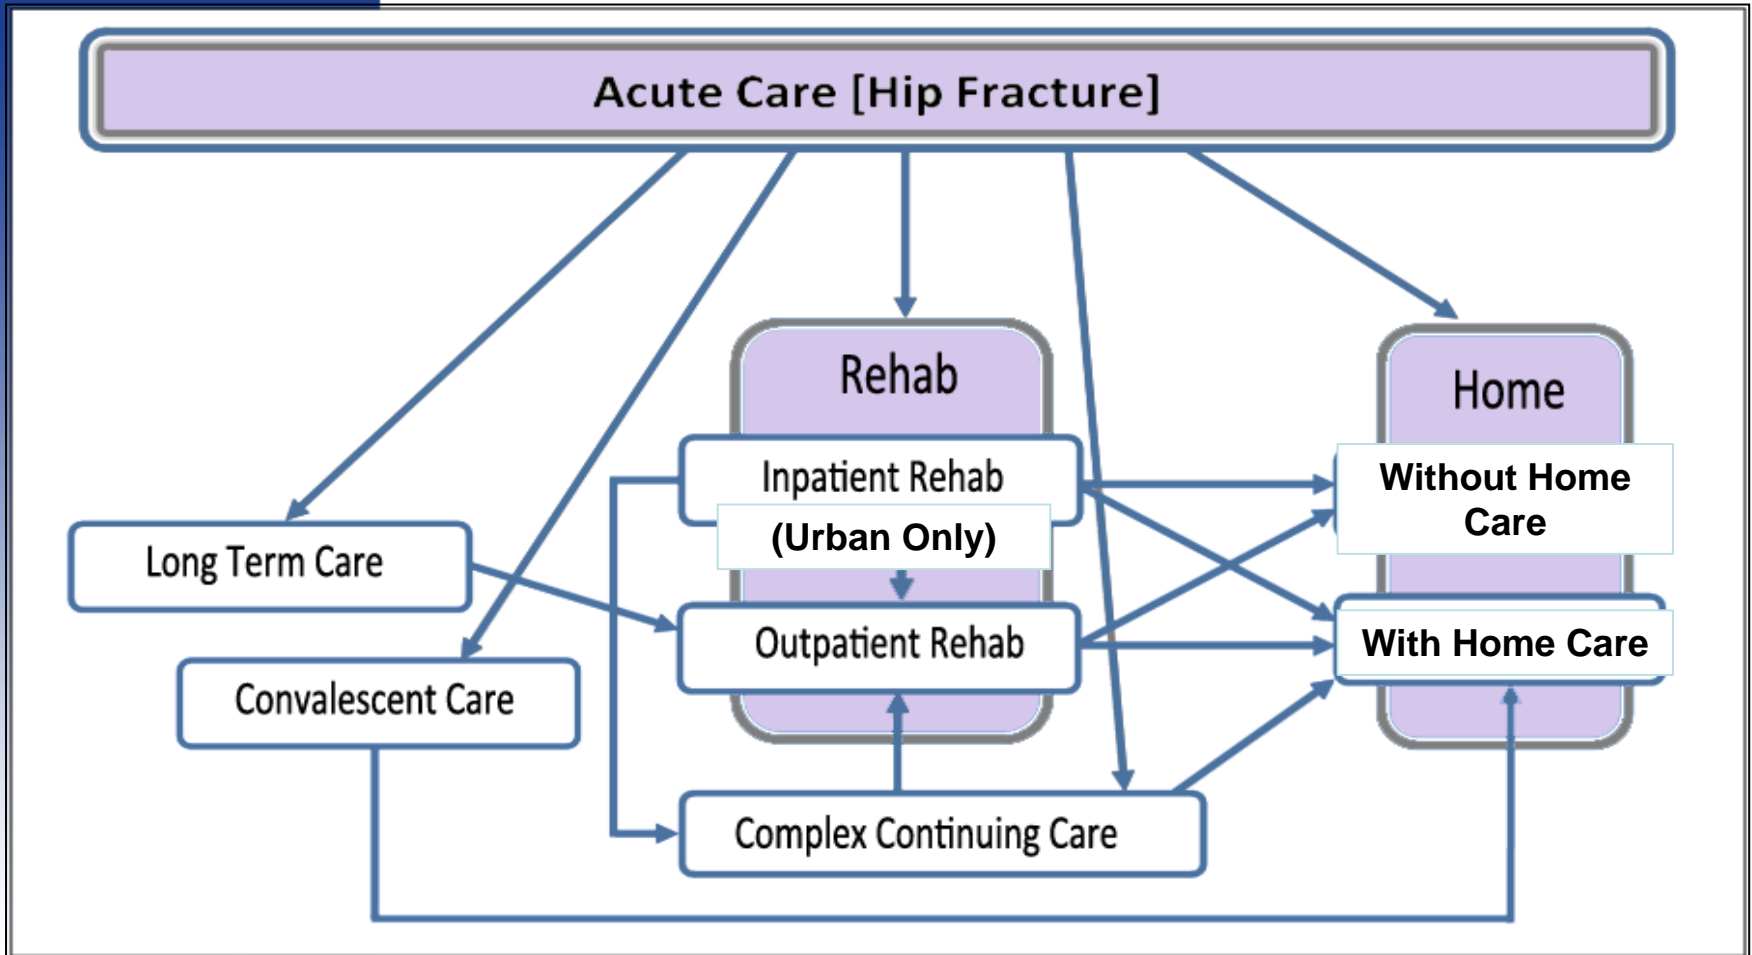 Acute Care [Hip Fracture]
Rehab
Home
Inpatient Rehab
(Urban Only)
Without Home
Care
Long Term Care
Outpatient Rehab
With Home Care
Convalescent Care
Complex Continuing Care